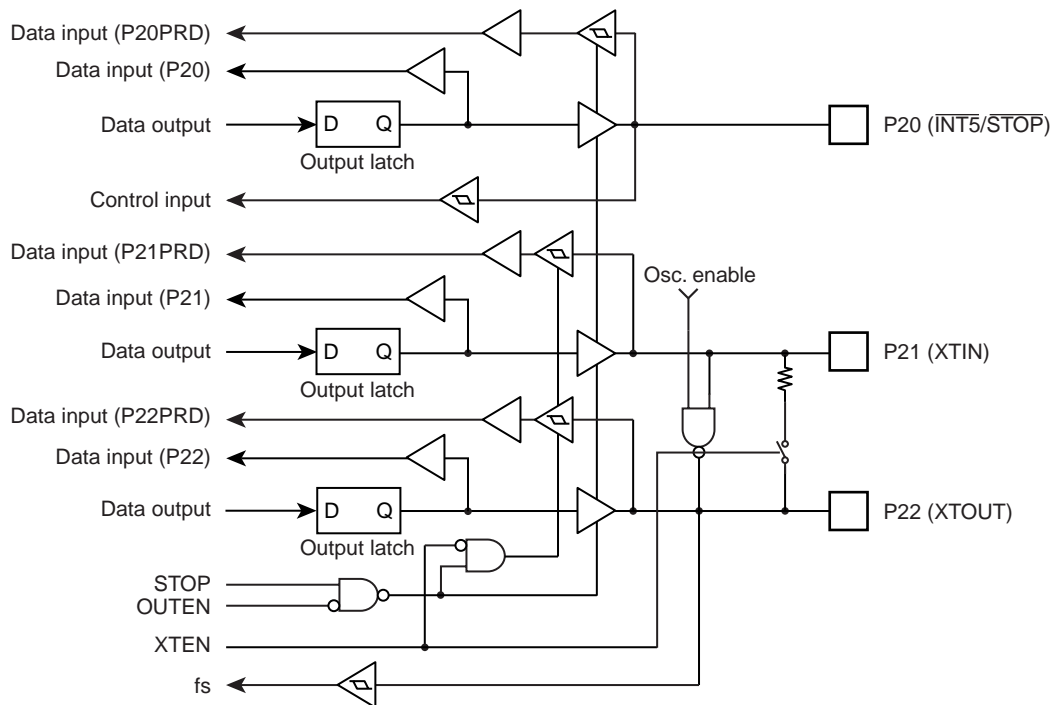 Data input (P20PRD)
Data input (P20)
Data output
D Q
Output latch
P20 (INT5/STOP)
Control input
Data input (P21PRD)
Osc. enable
Data input (P21)
Data output
D Q
P21 (XTIN)
Output latch
Data input (P22PRD)
Data input (P22)
Data output
D Q
P22 (XTOUT)
Output latch
STOP
OUTEN
XTEN
fs